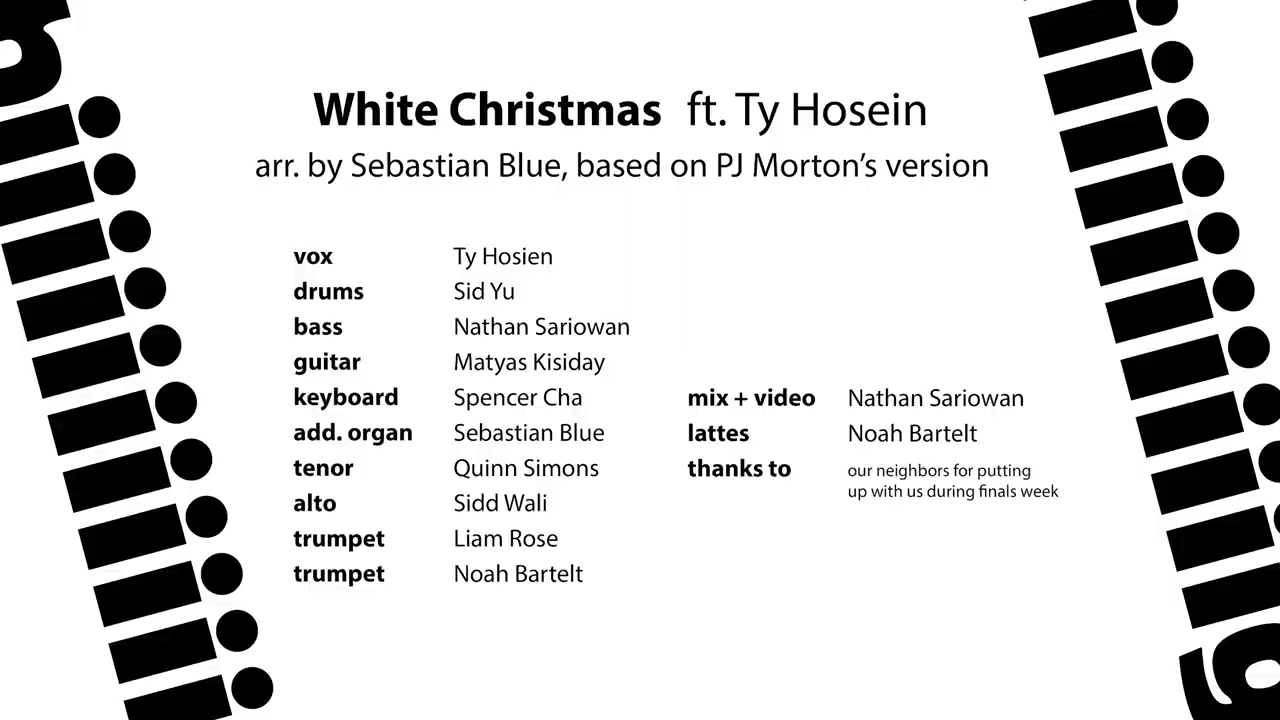 White Christmas ft. Ty Hosein
arr. by Sebastian Blue, based on PJ Morton's version
vox Ty Hosien
drums Sid Yu
bass Nathan Sariowan
guitar Matyas Kisiday
keyboard Spencer Cha
add. organ Sebastian Blue
tenor Quinn Simons
alto Sidd Wali
trumpet Liam Rose
trumpet Noah Bartelt
mix + video Nathan Sariowan
lattes Noah Bartelt
thanks to our neighbors for putting
up with us during finals week